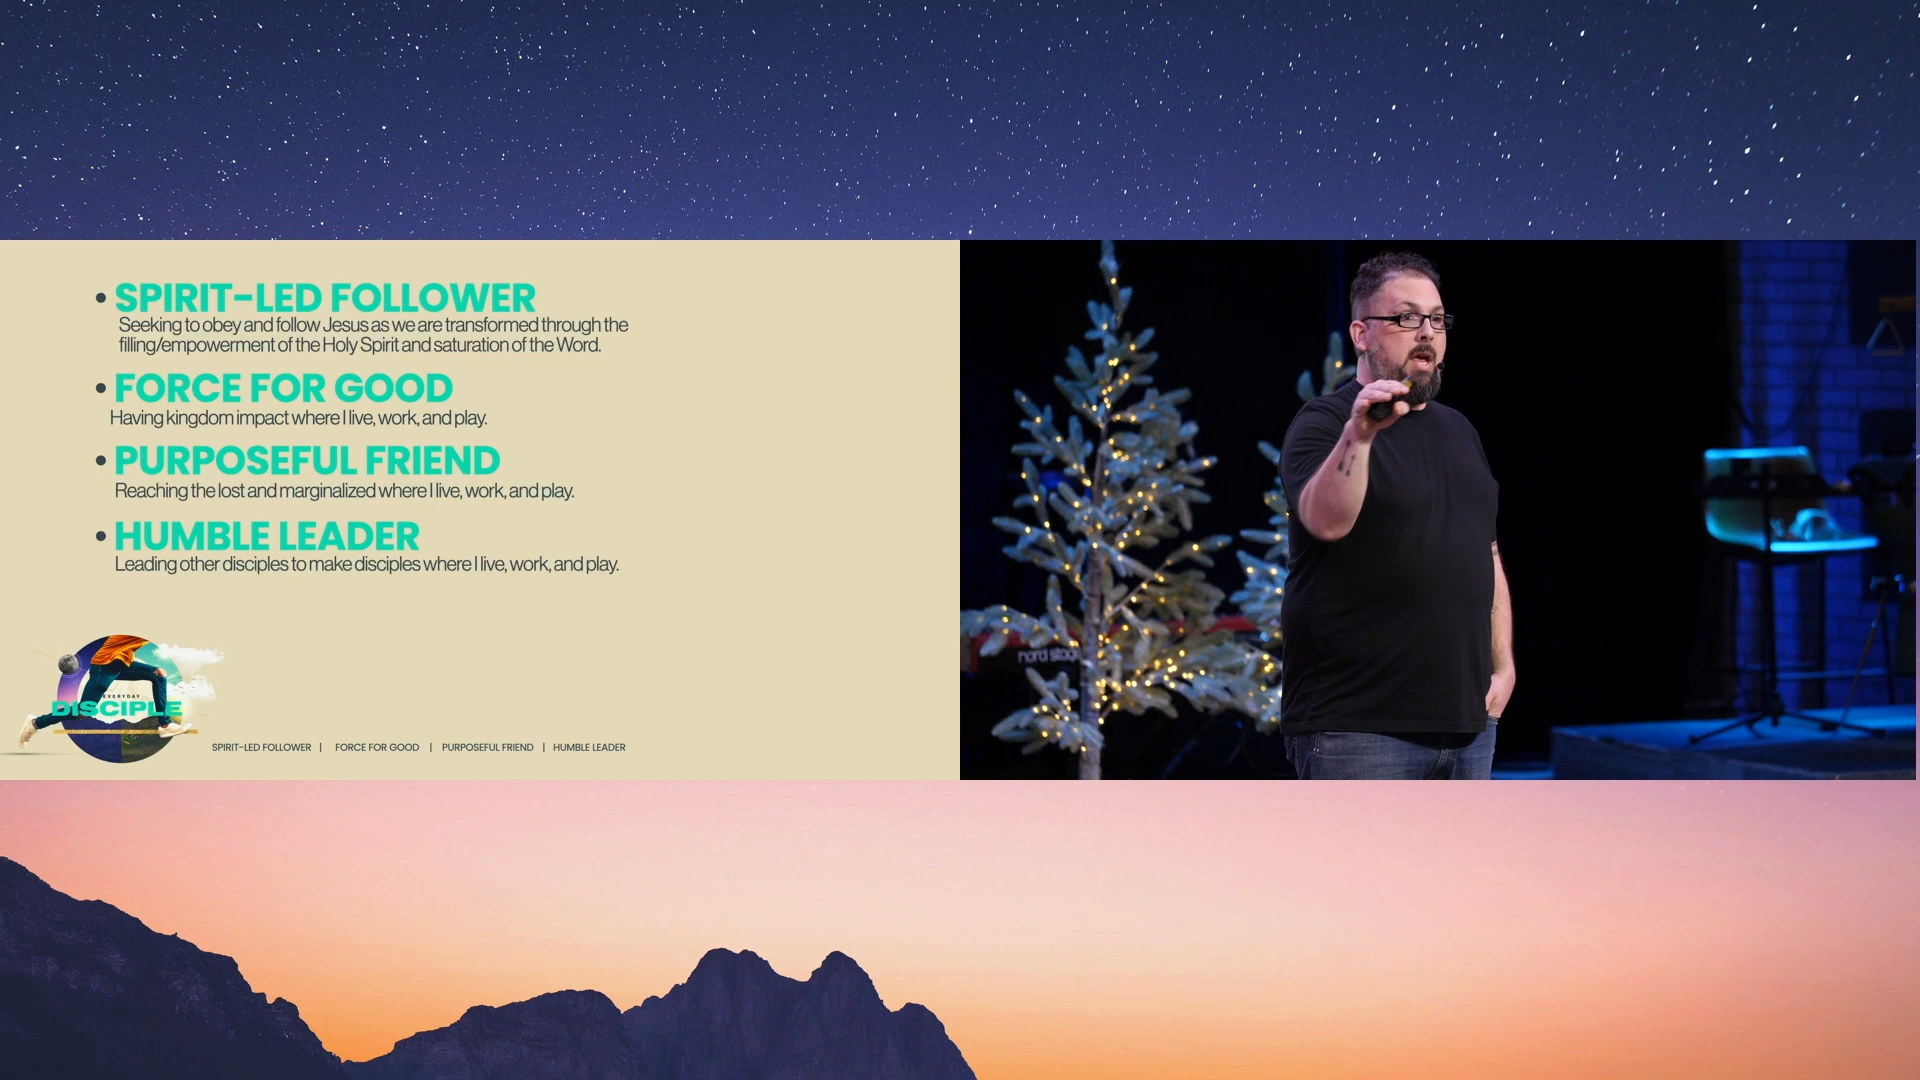 • SPIRIT-LED FOLLOWER
Seeking to obey and follow Jesus as we are transformed through the
filling/empowerment of the Holy Spirit and saturation of the Word.
• FORCE FOR GOOD
Having kingdom impact where I live, work, and play.
• PURPOSEFUL FRIEND
Reaching the lost and marginalized where I live, work, and play.
• HUMBLE LEADER
Leading other disciples to make disciples where I live, work, and play.
EVERYDAY
DISCIPLE
SPIRIT-LED FOLLOWER | FORCE FOR GOOD | PURPOSEFUL FRIEND | HUMBLE LEADER
nord stage